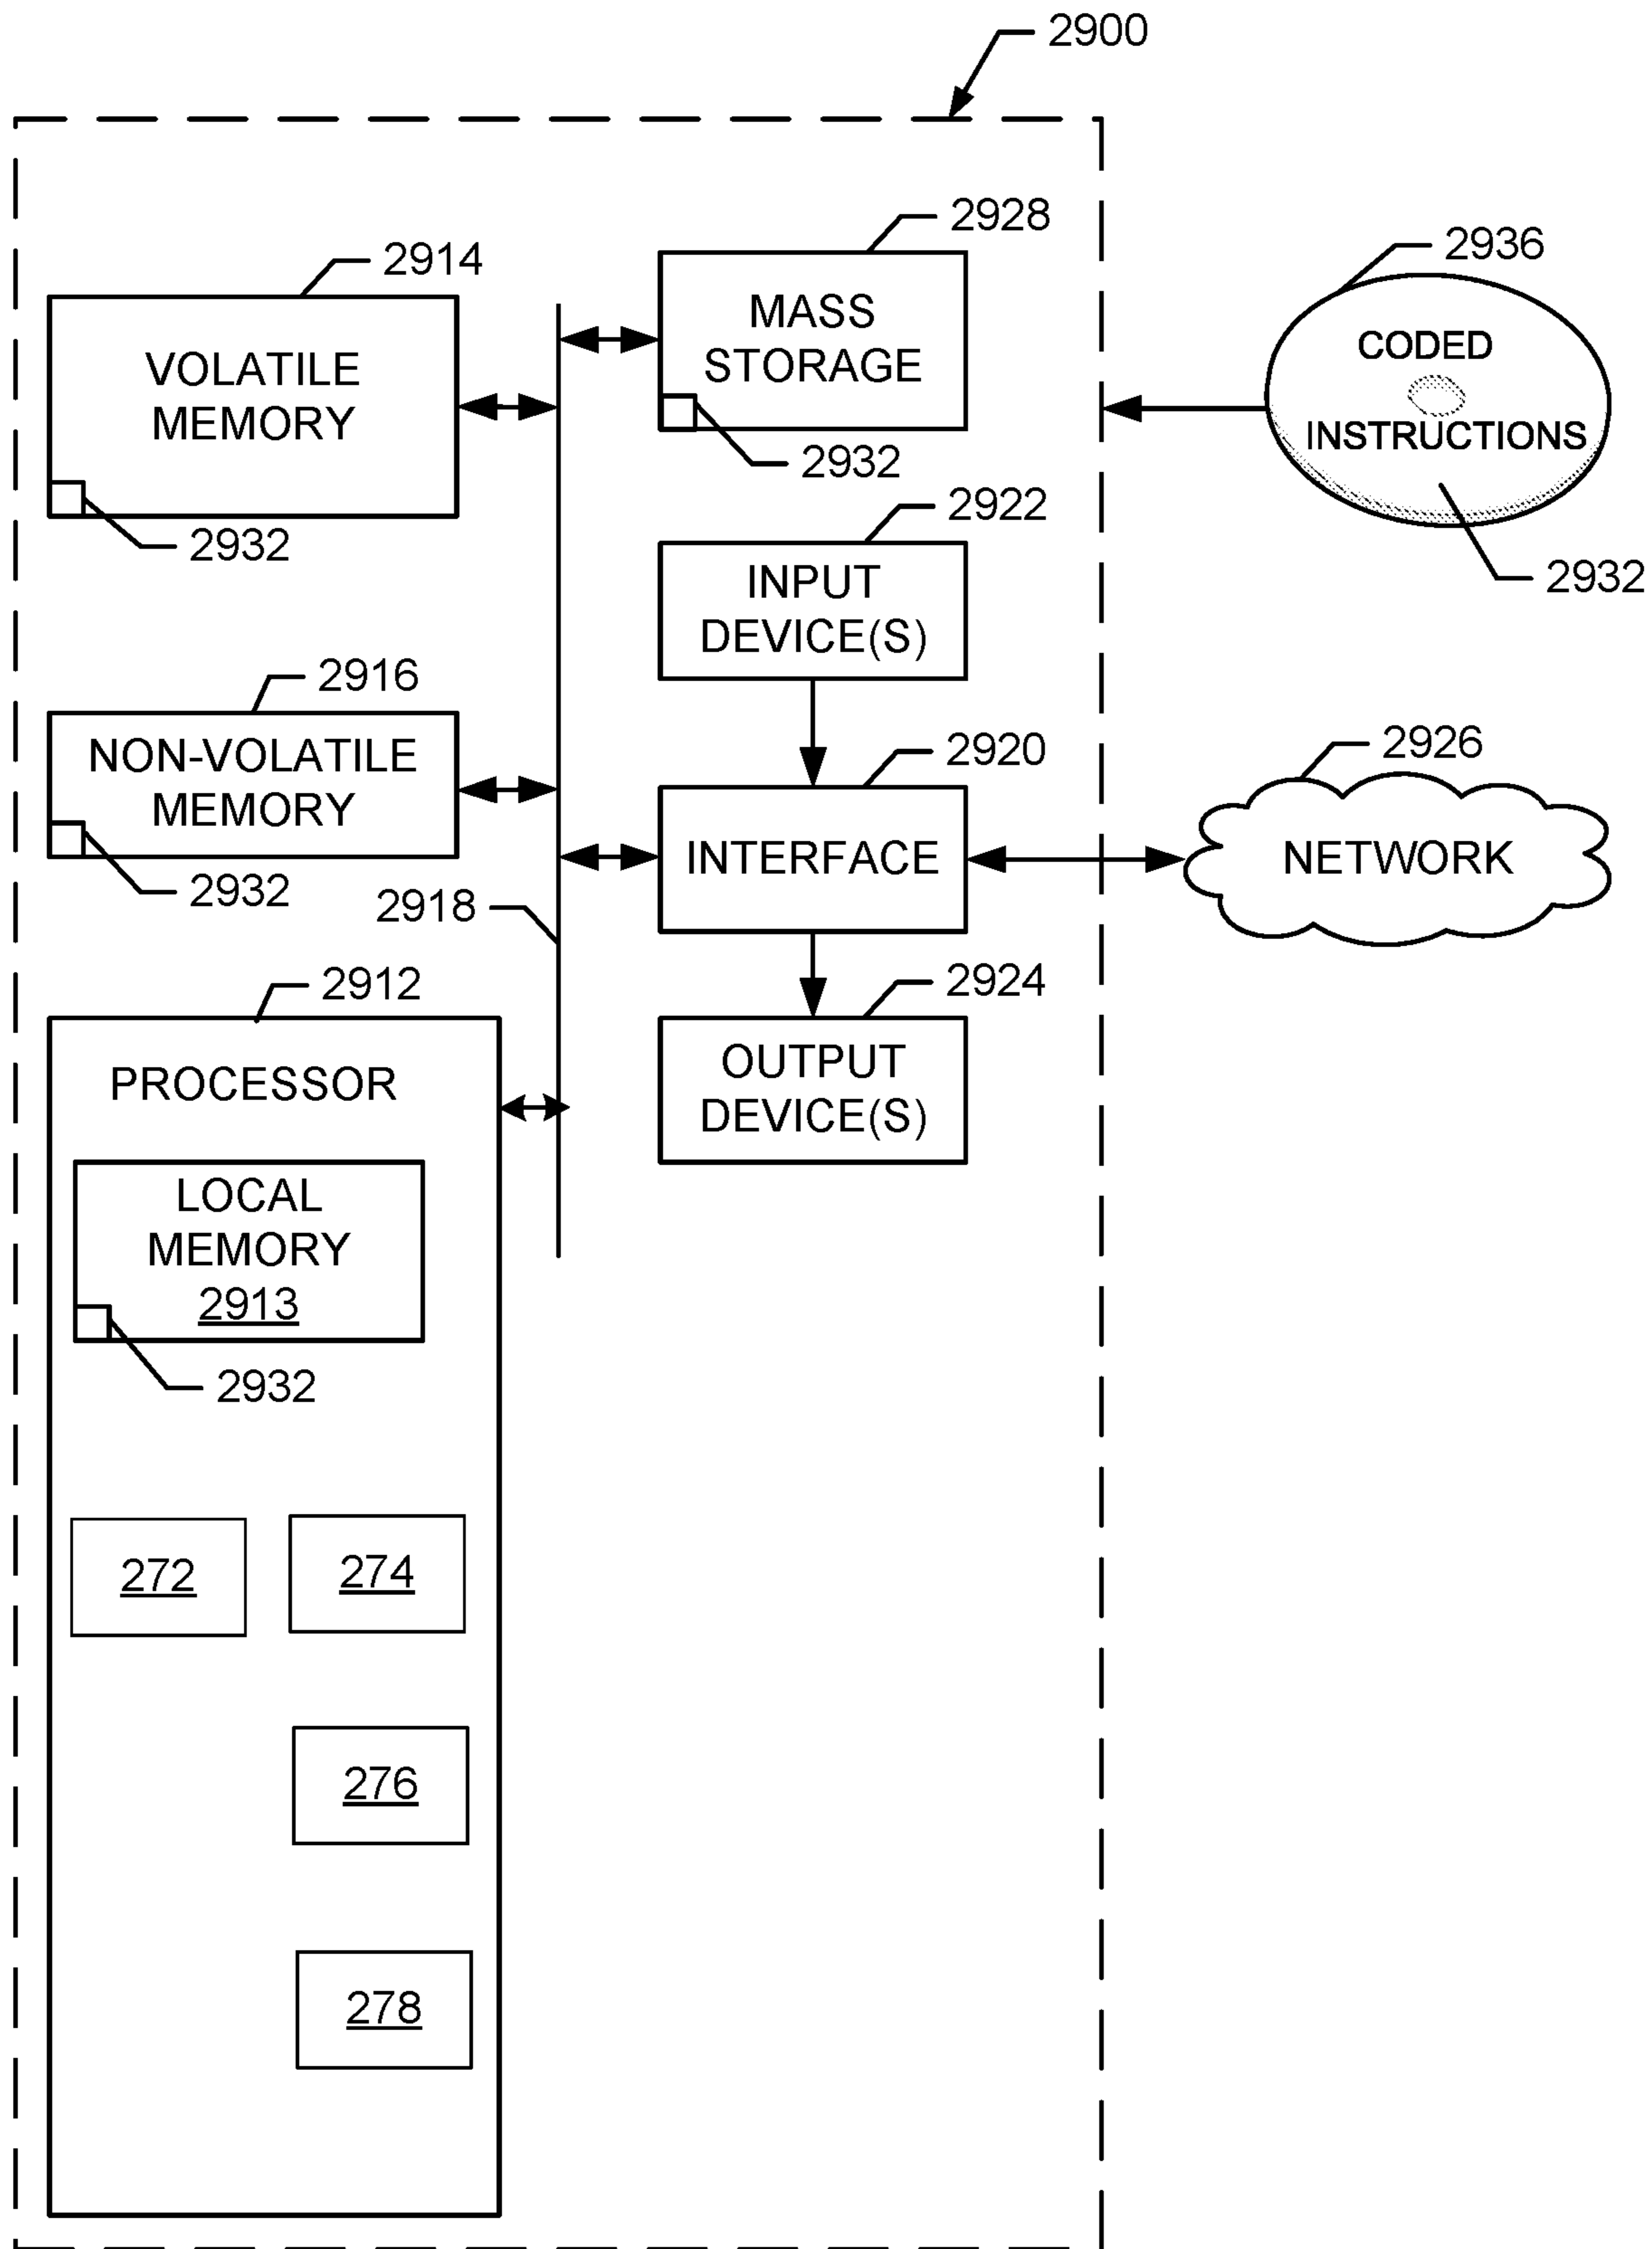 2900
2928
MASS
STORAGE
2932
2914
VOLATILE
MEMORY
2932
2936
CODED
INSTRUCTIONS
2932
2922
INPUT
DEVICE(S)
2916
NON-VOLATILE
MEMORY
2932
2920
INTERFACE
2926
NETWORK
2918
2912
PROCESSOR
2924
OUTPUT
DEVICE(S)
LOCAL
MEMORY
2913
2932
272
274
276
278